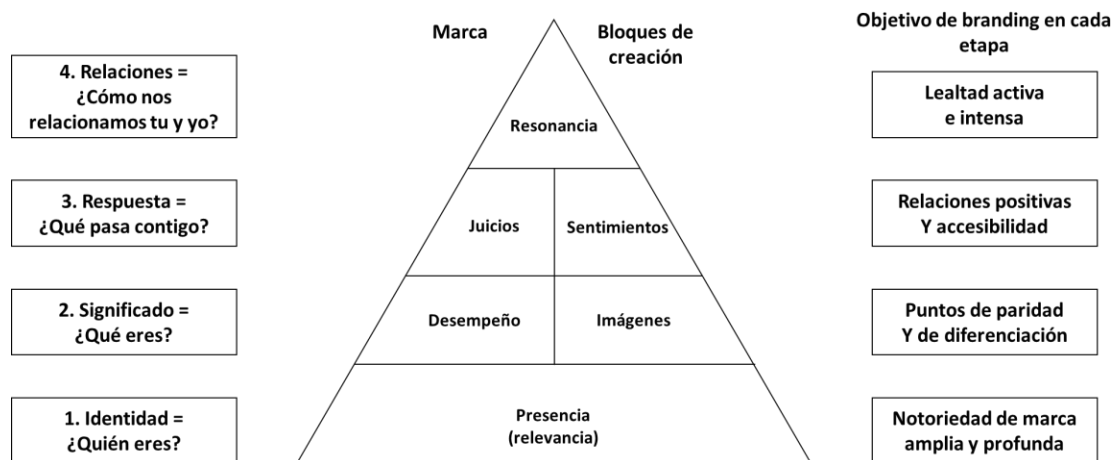 Marca
Bloques de
creación
Objetivo de branding en cada
etapa
4. Relaciones =
¿Cómo nos
relacionamos tu y yo?
Resonancia
Lealtad activa
e intensa
3. Respuesta =
¿Qué pasa contigo?
Juicios
Sentimientos
Relaciones positivas
Y accesibilidad
2. Significado =
¿Qué eres?
Desempeño
Imágenes
Puntos de paridad
Y de diferenciación
1. Identidad =
¿Quién eres?
Presencia
(relevancia)
Notoriedad de marca
amplia y profunda